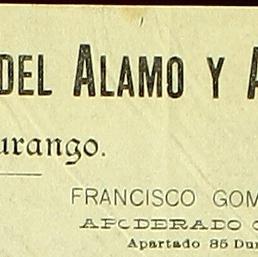 DEL ALAMO Y A
urango.
FRANCISCO GOM
APODERADO G
Apartado 85 Dur